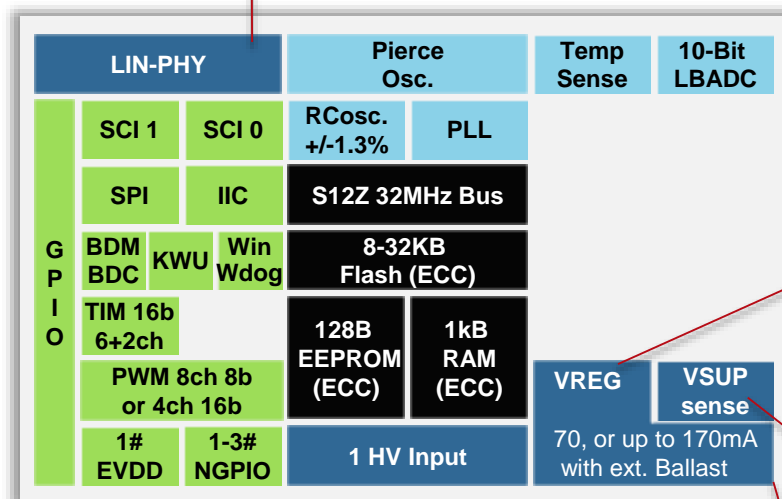 LIN-PHY
Pierce
Osc.
Temp
Sense
10-Bit
LBADC
SCI 1
SCI 0
RCosc.
+/-1.3%
PLL
SPI
IIC
S12Z 32MHz Bus
G
P
I
O
BDM
BDC
KWU
Win
Wdog
8-32KB
Flash (ECC)
TIM 16b
6+2ch
128B
EEPROM
(ECC)
1kB
RAM
(ECC)
PWM 8ch 8b
or 4ch 16b
VREG
VSUP
sense
1#
EVDD
1-3#
NGPIO
1 HV Input
70, or up to 170mA
with ext. Ballast